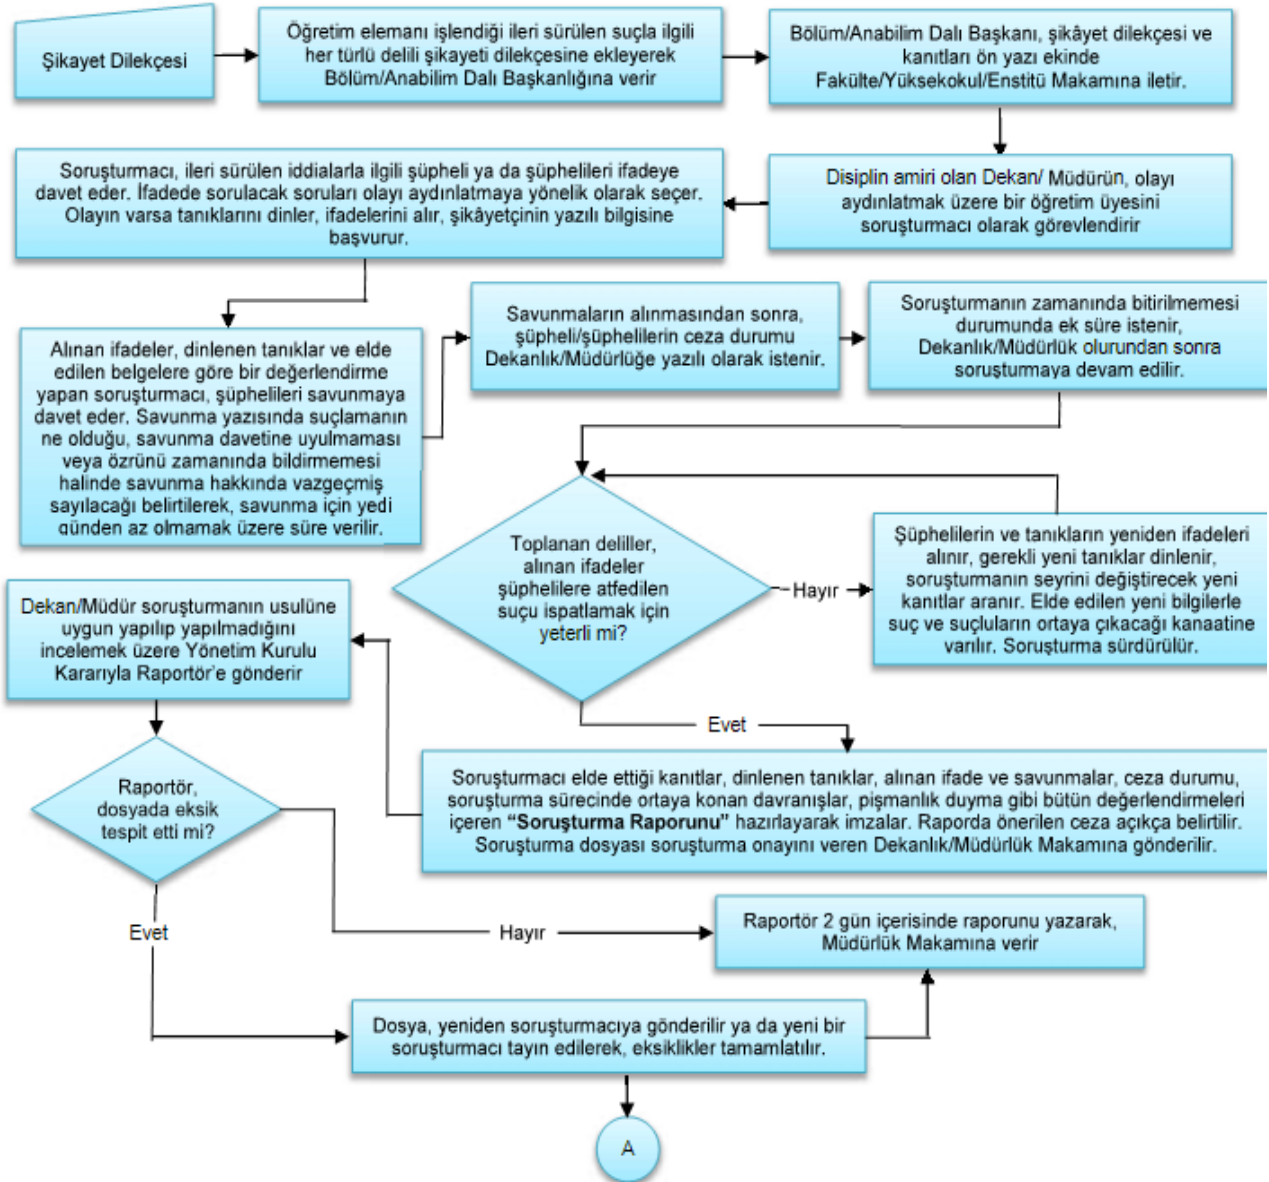 Şikayet Dilekçesi
Öğretim elemanı işlendiği ileri sürülen suçla ilgili
her türlü delili şikayeti dilekçesine ekleyerek
Bölüm/Anabilim Dalı Başkanlığına verir
Bölüm/Anabilim Dalı Başkanı, şikâyet dilekçesi ve
kanıtları ön yazı ekinde
Fakülte/Yüksekokul/Enstitü Makamına iletir.
Disiplin amiri olan Dekan/ Müdürün, olayı
aydınlatmak üzere bir öğretim üyesini
soruşturmacı olarak görevlendirir
Soruşturmacı, ileri sürülen iddialarla ilgili şüpheli ya da şüphelileri ifadeye
davet eder. İfadede sorulacak soruları olayı aydınlatmaya yönelik olarak seçer.
Olayın varsa tanıklarını dinler, ifadelerini alır, şikâyetçinin yazılı bilgisine
başvurur.
Alınan ifadeler, dinlenen tanıklar ve elde
edilen belgelere göre bir değerlendirme
yapan soruşturmacı, şüphelileri savunmaya
davet eder. Savunma yazısında suçlamanın
ne olduğu, savunma davetine uyulmaması
veya özrünü zamanında bildirmemesi
halinde savunma hakkında vazgeçmiş
sayılacağı belirtilerek, savunma için yedi
günden az olmamak üzere süre verilir.
Savunmaların alınmasından sonra,
şüpheli/şüphelilerin ceza durumu
Dekanlık/Müdürlüğe yazılı olarak istenir.
Soruşturmanın zamanında bitirilmemesi
durumunda ek süre istenir,
Dekanlık/Müdürlük olurundan sonra
soruşturmaya devam edilir.
Toplanan deliller,
alınan ifadeler
şüphelilere atfedilen
suçu ispatlamak için
yeterli mi?
Hayır
Şüphelilerin ve tanıkların yeniden ifadeleri
alınır, gerekli yeni tanıklar dinlenir,
soruşturmanın seyrini değiştirecek yeni
kanıtlar aranır. Elde edilen yeni bilgilerle
suç ve suçluların ortaya çıkacağı kanaatine
varılır. Soruşturma sürdürülür.
Evet
Soruşturmacı elde ettiği kanıtlar, dinlenen tanıklar, alınan ifade ve savunmalar, ceza durumu,
soruşturma sürecinde ortaya konan davranışlar, pişmanlık duyma gibi bütün değerlendirmeleri
içeren “Soruşturma Raporunu” hazırlayarak imzalar. Raporda önerilen ceza açıkça belirtilir.
Soruşturma dosyası soruşturma onayını veren Dekanlık/Müdürlük Makamına gönderilir.
Dekan/Müdür soruşturmanın usulüne
uygun yapılıp yapılmadığını
incelemek üzere Yönetim Kurulu
Kararıyla Raportör’e gönderir
Raportör,
dosyada eksik
tespit etti mi?
Evet
Hayır
Raportör 2 gün içerisinde raporunu yazarak,
Müdürlük Makamına verir
Dosya, yeniden soruşturmacıya gönderilir ya da yeni bir
soruşturmacı tayin edilerek, eksiklikler tamamlatılır.
A